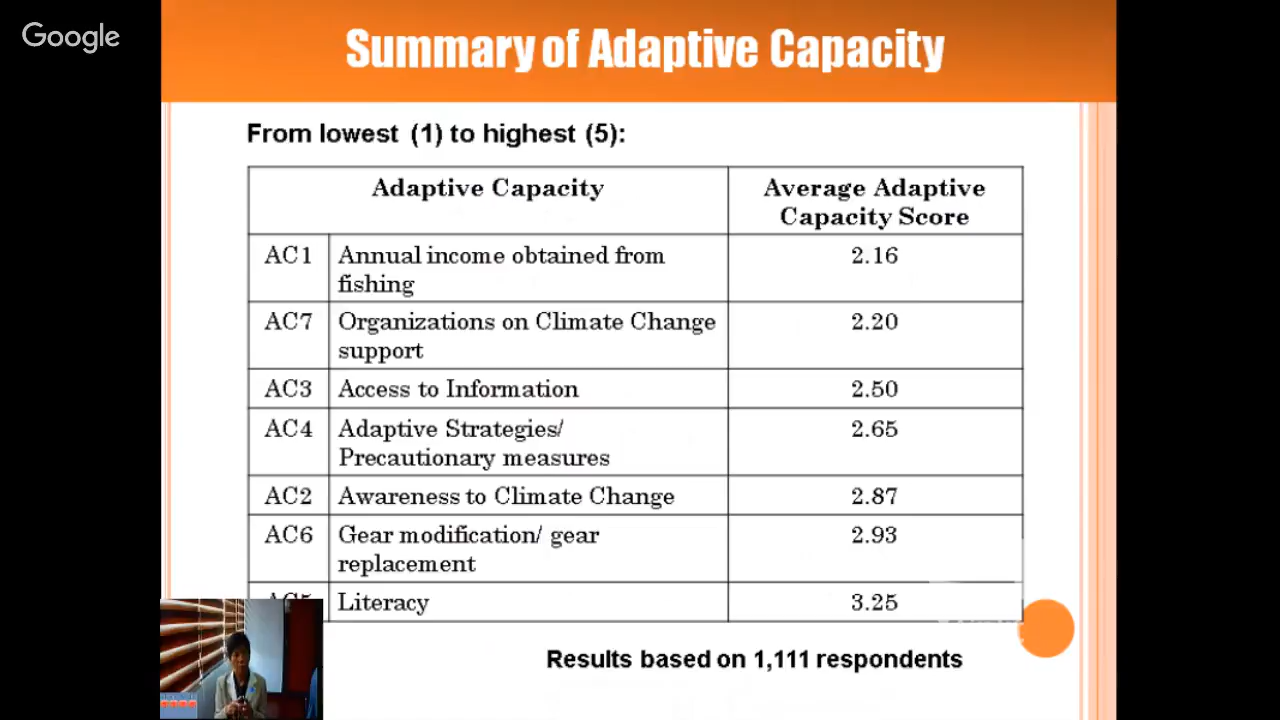 Google
Summary of Adaptive Capacity
From lowest (1) to highest (5):
Adaptive Capacity
Average Adaptive
Capacity Score
AC1 Annual income obtained from
fishing
2.16
AC7 Organizations on Climate Change
support
2.20
AC3 Access to Information 2.50
AC4 Adaptive Strategies/
Precautionary measures
2.65
AC2 Awareness to Climate Change 2.87
AC6 Gear modification/ gear
replacement
2.93
Literacy 3.25
Results based on 1,111 respondents